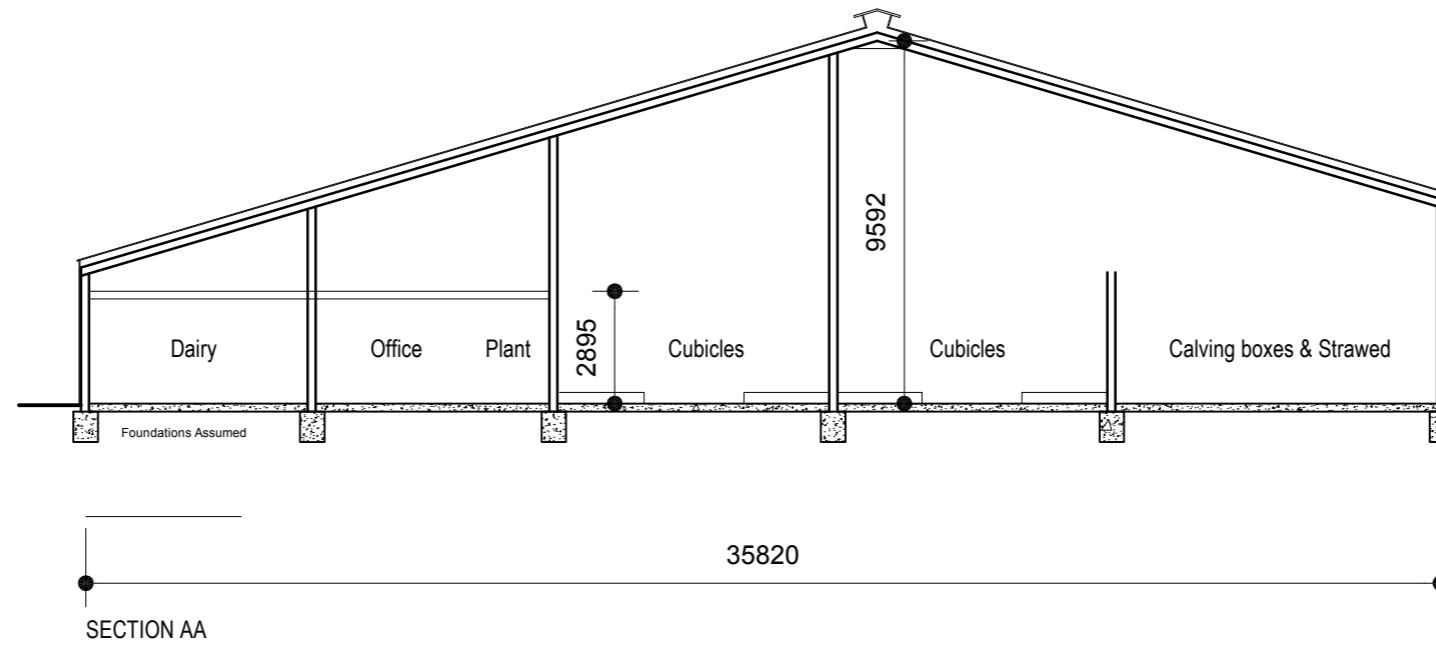 9592
2895
Dairy
Office
Plant
Cubicles
Cubicles
Calving boxes & Strawed
Foundations Assumed
35820
SECTION AA